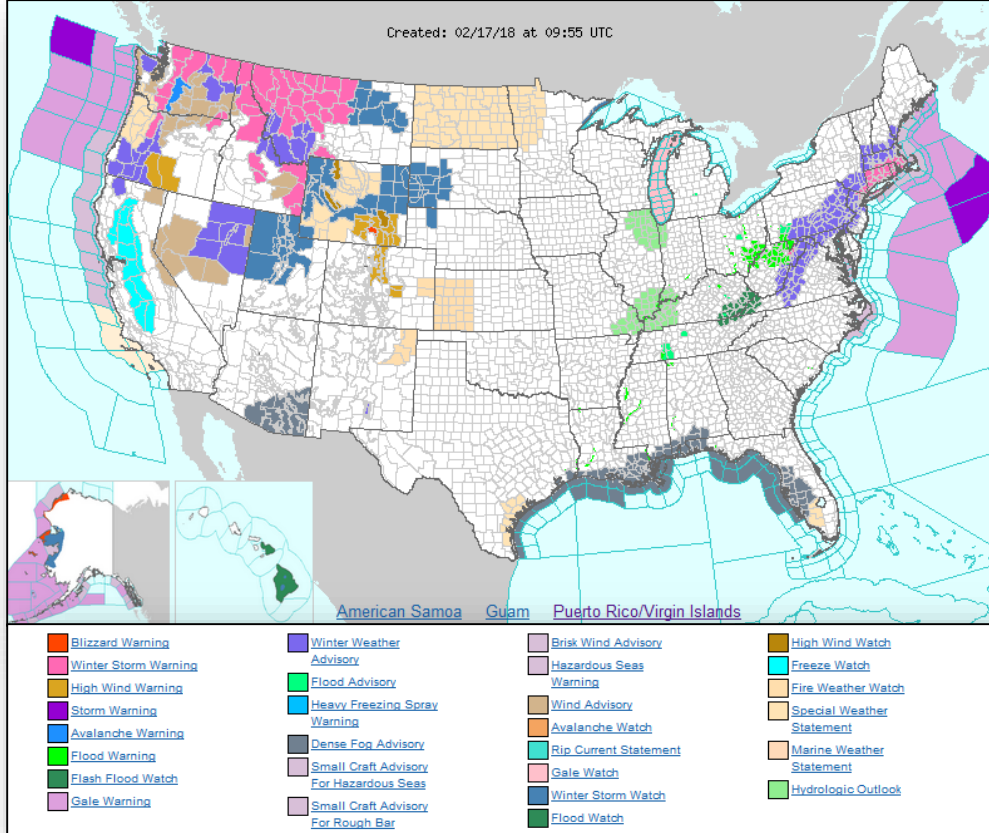 Created: 02/17/18 at 09:55 UTC
American Samoa Guam Puerto Rico/Virgin Islands
Blizzard Warning
Winter Storm Warning
High Wind Warning
Storm Warning
Avalanche Warning
Flood Warning
Flash Flood Watch
Gale Warning
Winter Weather
Advisory
Flood Advisory
Heavy Freezing Spray
Warning
Dense Fog Advisory
Small Craft Advisory
For Hazardous Seas
Small Craft Advisory
For Rough Bar
Brisk Wind Advisory
Hazardous Seas
Warning
Wind Advisory
Avalanche Watch
Rip Current Statement
Gale Watch
Winter Storm Watch
Flood Watch
High Wind Watch
Freeze Watch
Fire Weather Watch
Special Weather
Statement
Marine Weather
Statement
Hydrologic Outlook